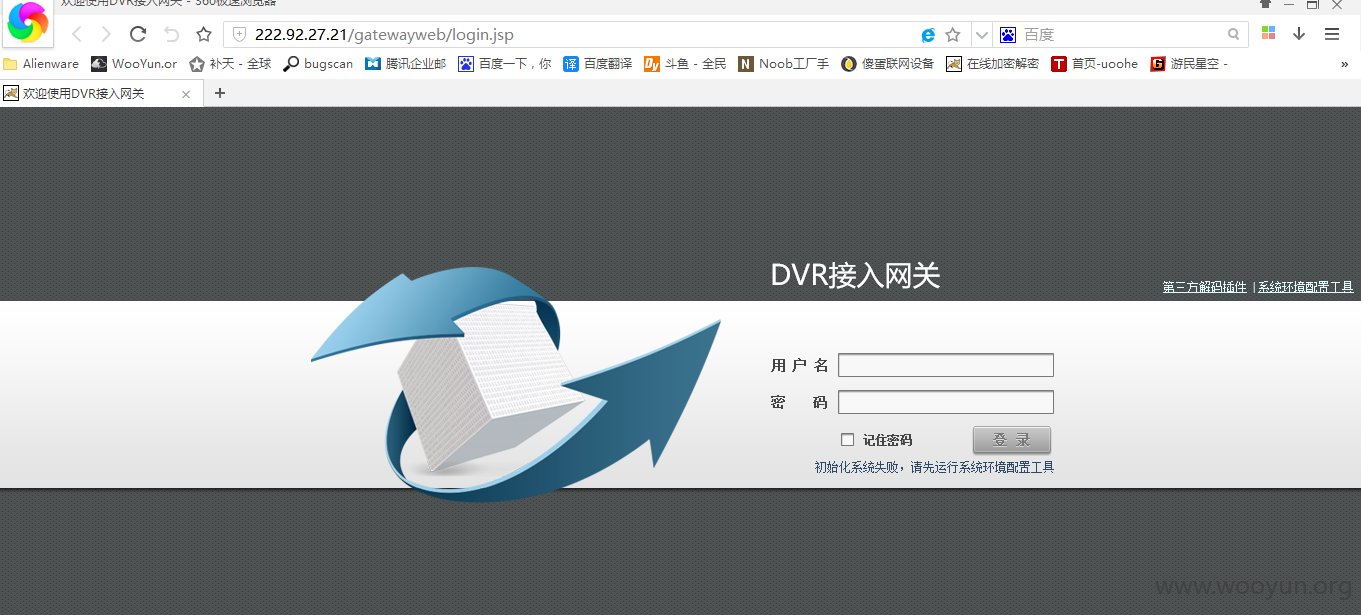 欢迎使用DVR接入网关 - 360极速浏览器
222.92.27.21/gatewayweb/login.jsp
百度
Alienware WooYun.or 补天 - 全球 bugscan 腾讯企业邮 百度一下，你 译 百度翻译 Dy 斗鱼 - 全民 N Noob工厂手 傻蛋联网设备 在线加密解密 T 首页-uoohe G 游民星空 - »
欢迎使用DVR接入网关
DVR接入网关
第三方解码插件 | 系统环境配置工具
用户名
密 码
记住密码 登 录
初始化系统失败，请先运行系统环境配置工具
www.wooyun.org